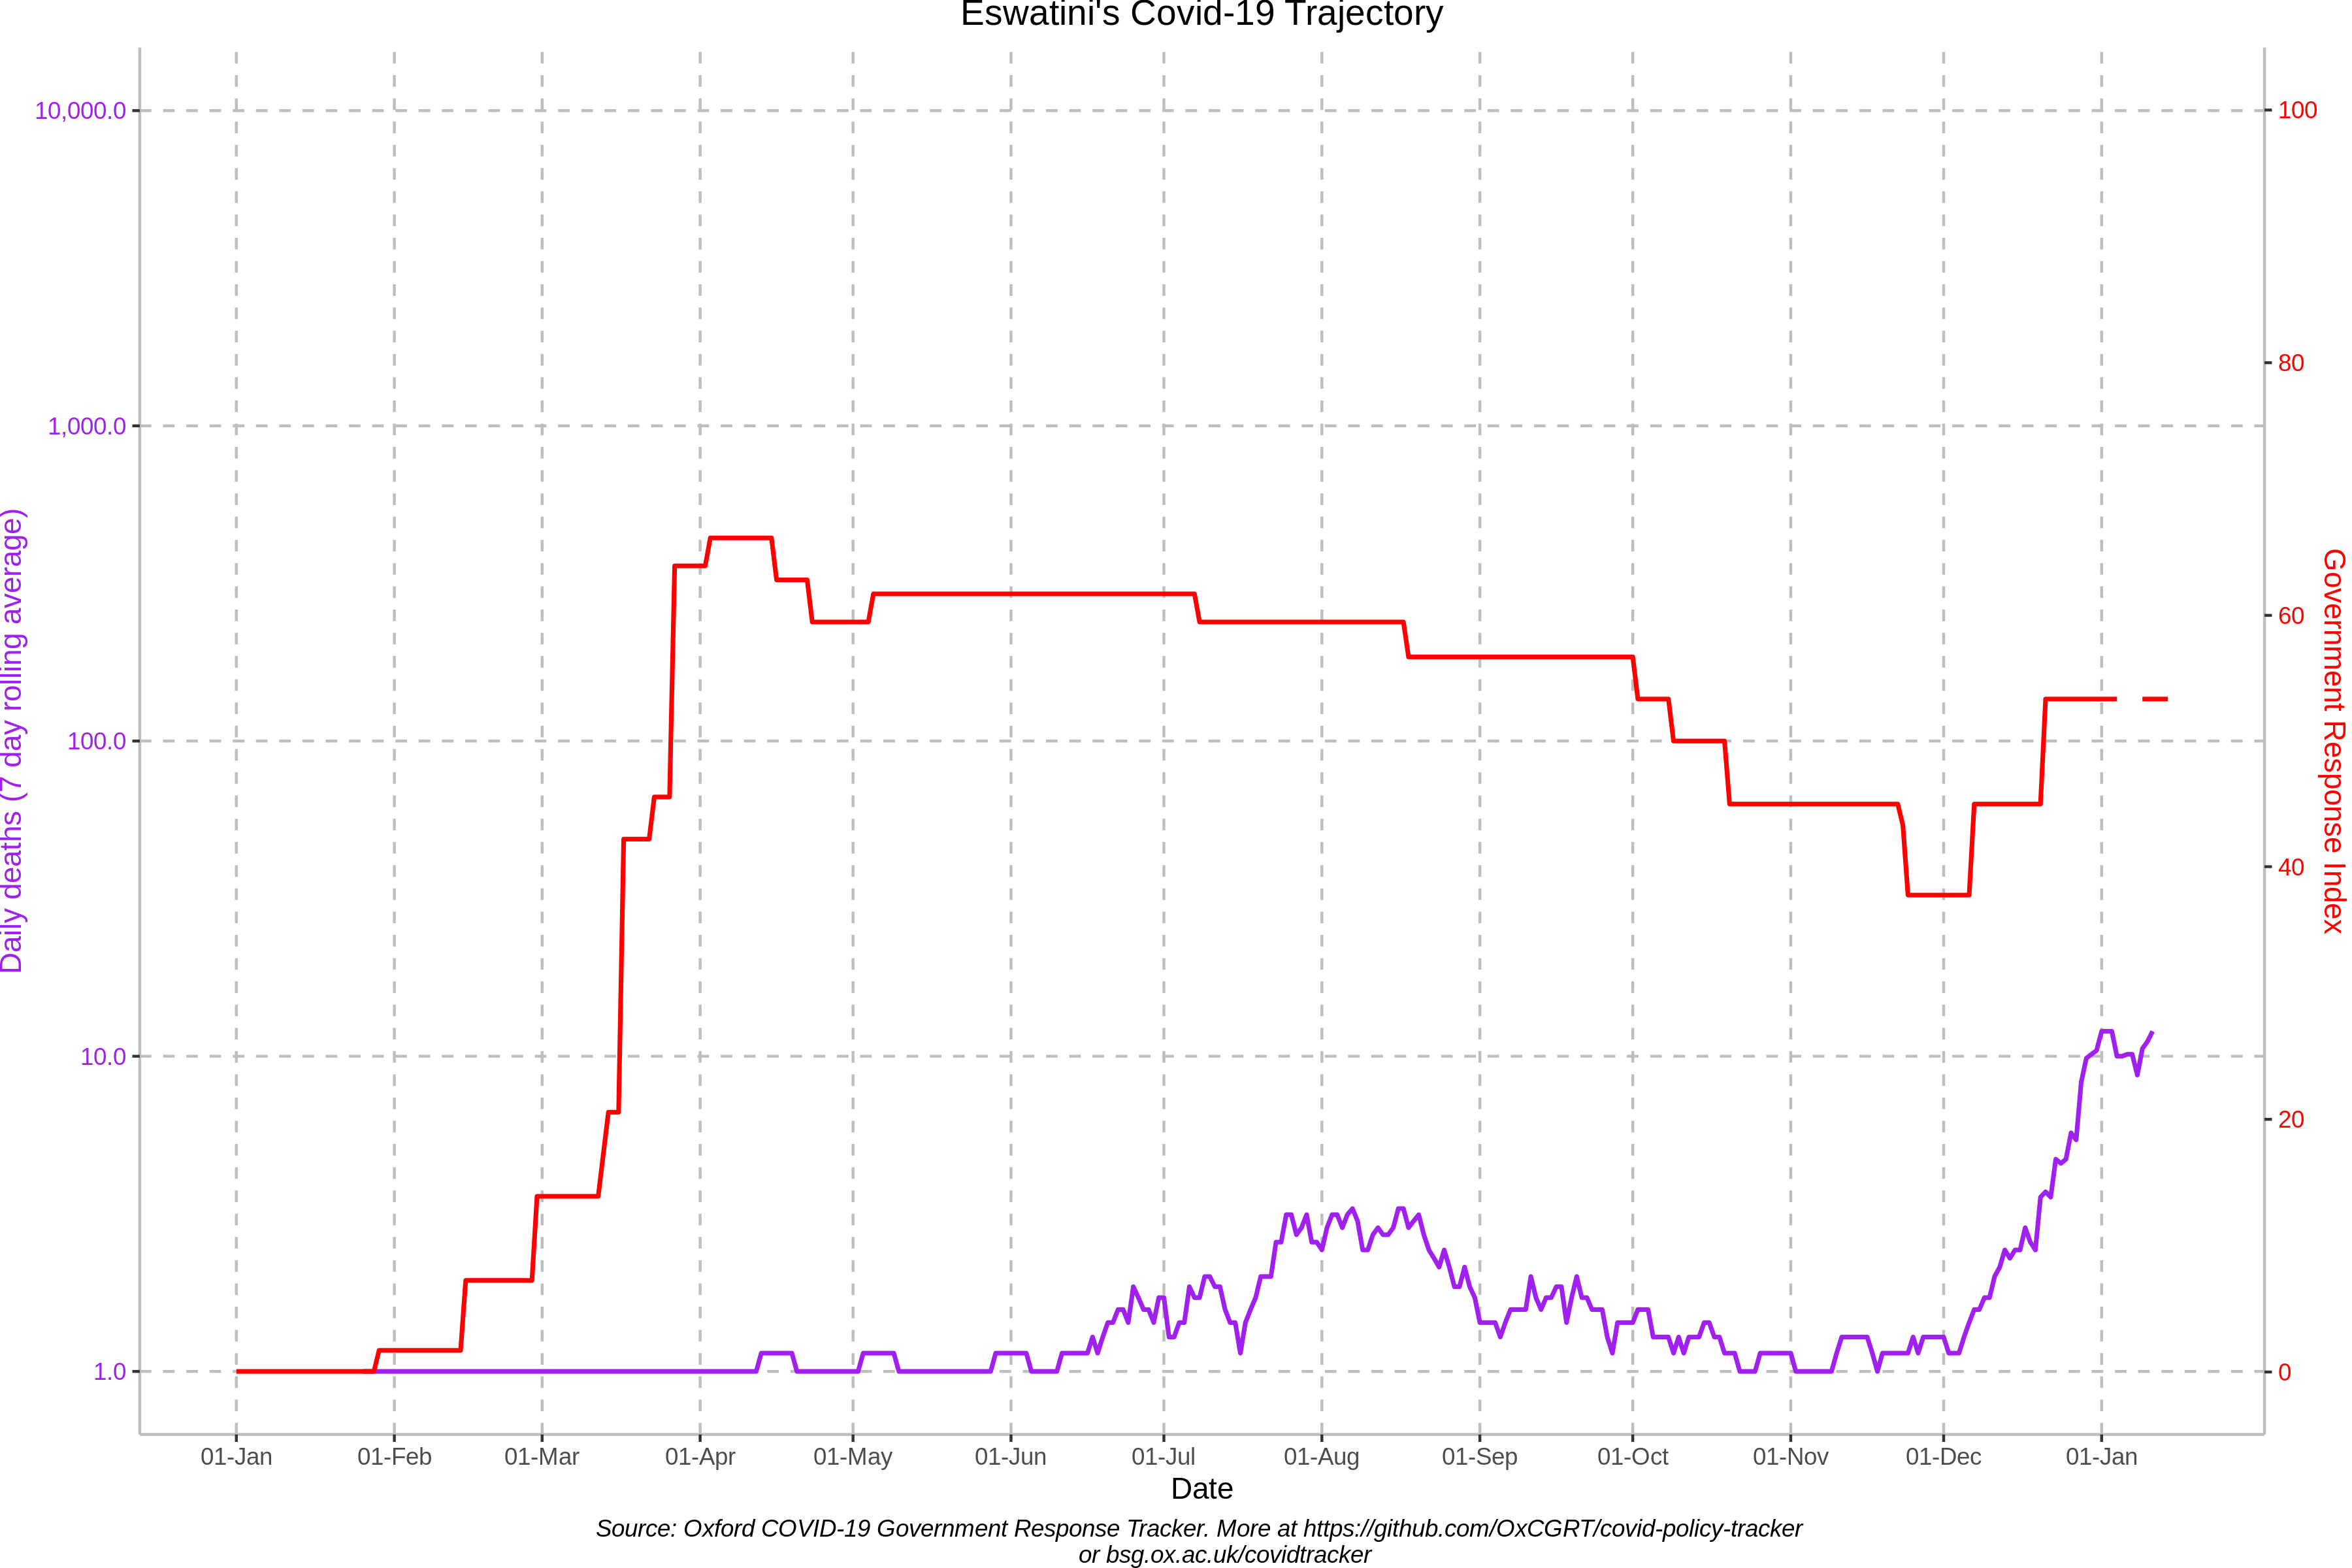 Eswatini's Covid-19 Trajectory
10,000.0
1,000.0
100.0
10.0
1.0
Daily deaths (7 day rolling average)
100
80
60
40
20
0
Government Response Index
01-Jan 01-Feb 01-Mar 01-Apr 01-May 01-Jun 01-Jul 01-Aug 01-Sep 01-Oct 01-Nov 01-Dec 01-Jan
Date
Source: Oxford COVID-19 Government Response Tracker. More at https://github.com/OxCGRT/covid-policy-tracker
or bsg.ox.ac.uk/covidtracker